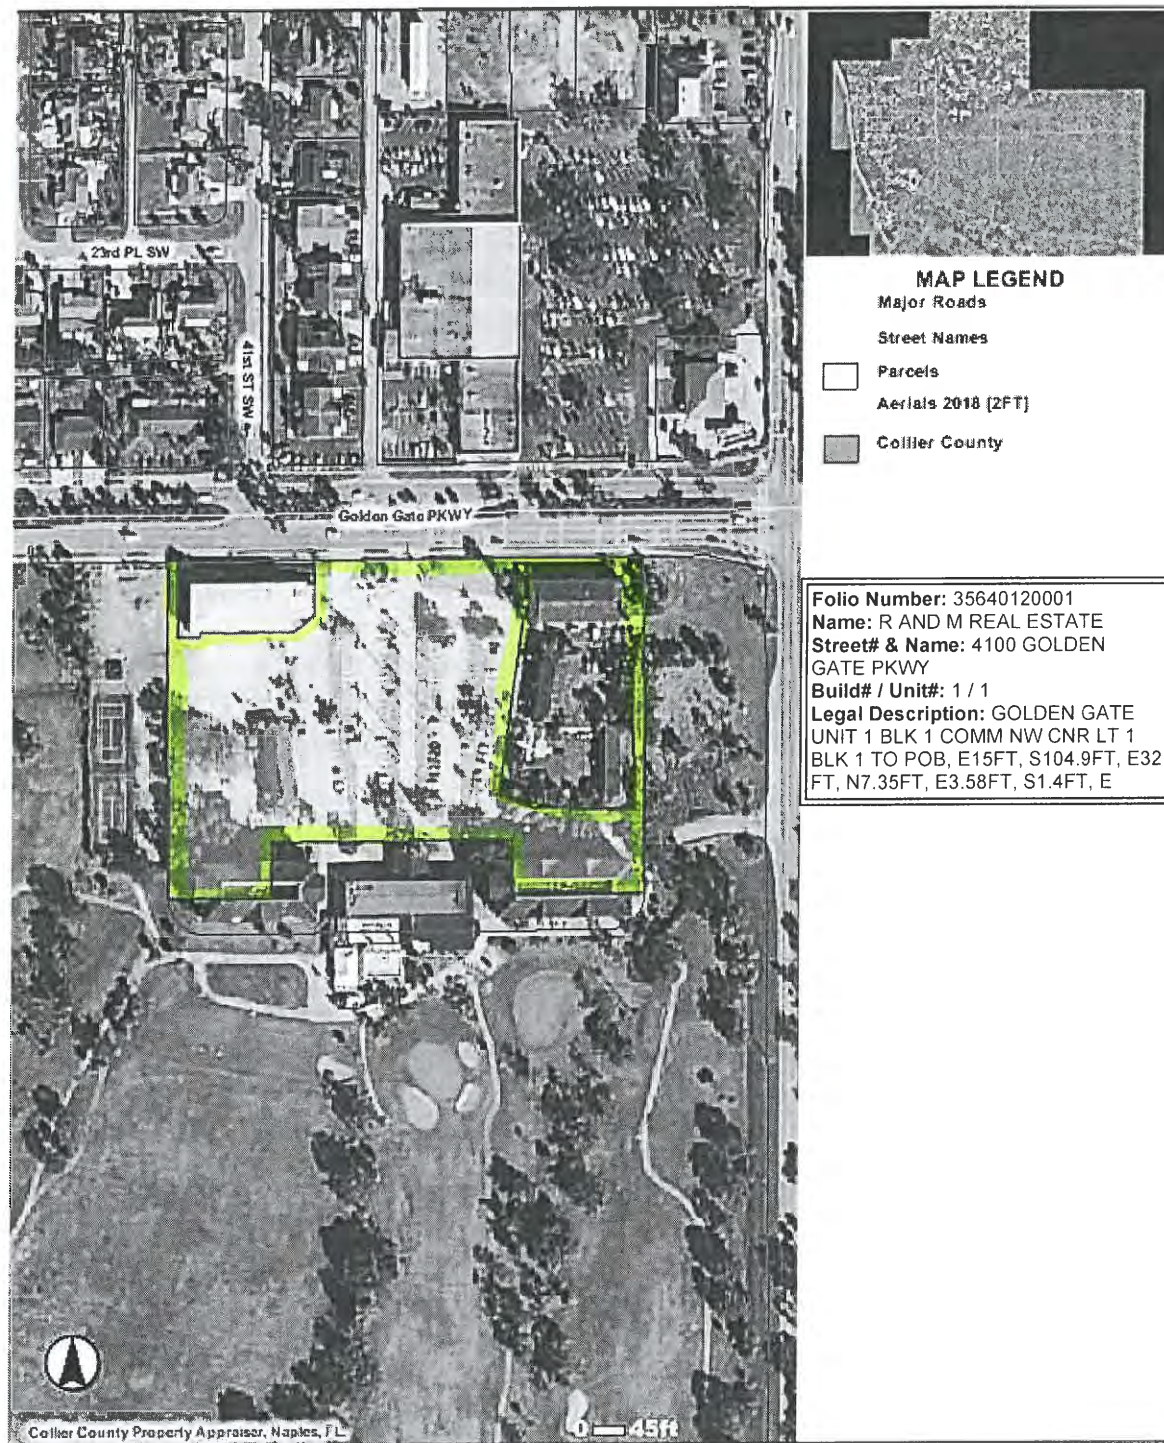 23rd PL SW
41st ST SW
Golden Gate PKWY
MAP LEGEND
Major Roads
Street Names
Parcels
Aerials 2018 [2FT]
Collier County
Folio Number: 35640120001
Name: R AND M REAL ESTATE
Street# & Name: 4100 GOLDEN
GATE PKWY
Build# / Unit#: 1 / 1
Legal Description: GOLDEN GATE
UNIT 1 BLK 1 COMM NW CNR LT 1
BLK 1 TO POB, E15FT, S104.9FT, E32
FT, N7.35FT, E3.58FT, S1.4FT, E
Collier County Property Appraiser, Naples, FL
0 45ft